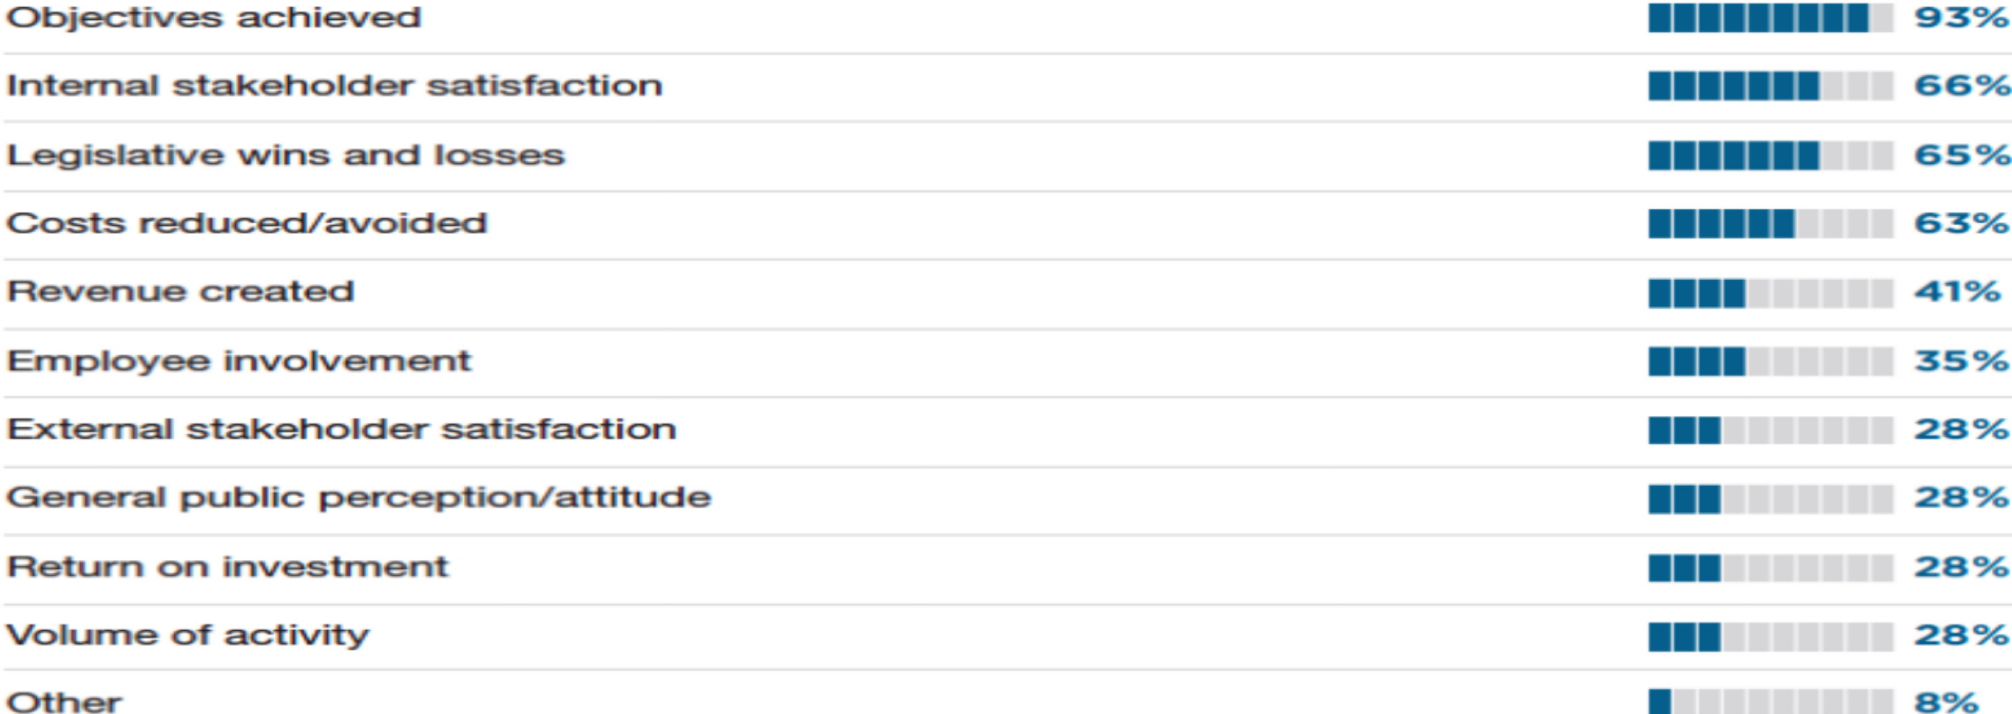 Objectives achieved 93%
Internal stakeholder satisfaction 66%
Legislative wins and losses 65%
Costs reduced/avoided 63%
Revenue created 41%
Employee involvement 35%
External stakeholder satisfaction 28%
General public perception/attitude 28%
Return on investment 28%
Volume of activity 28%
Other 8%